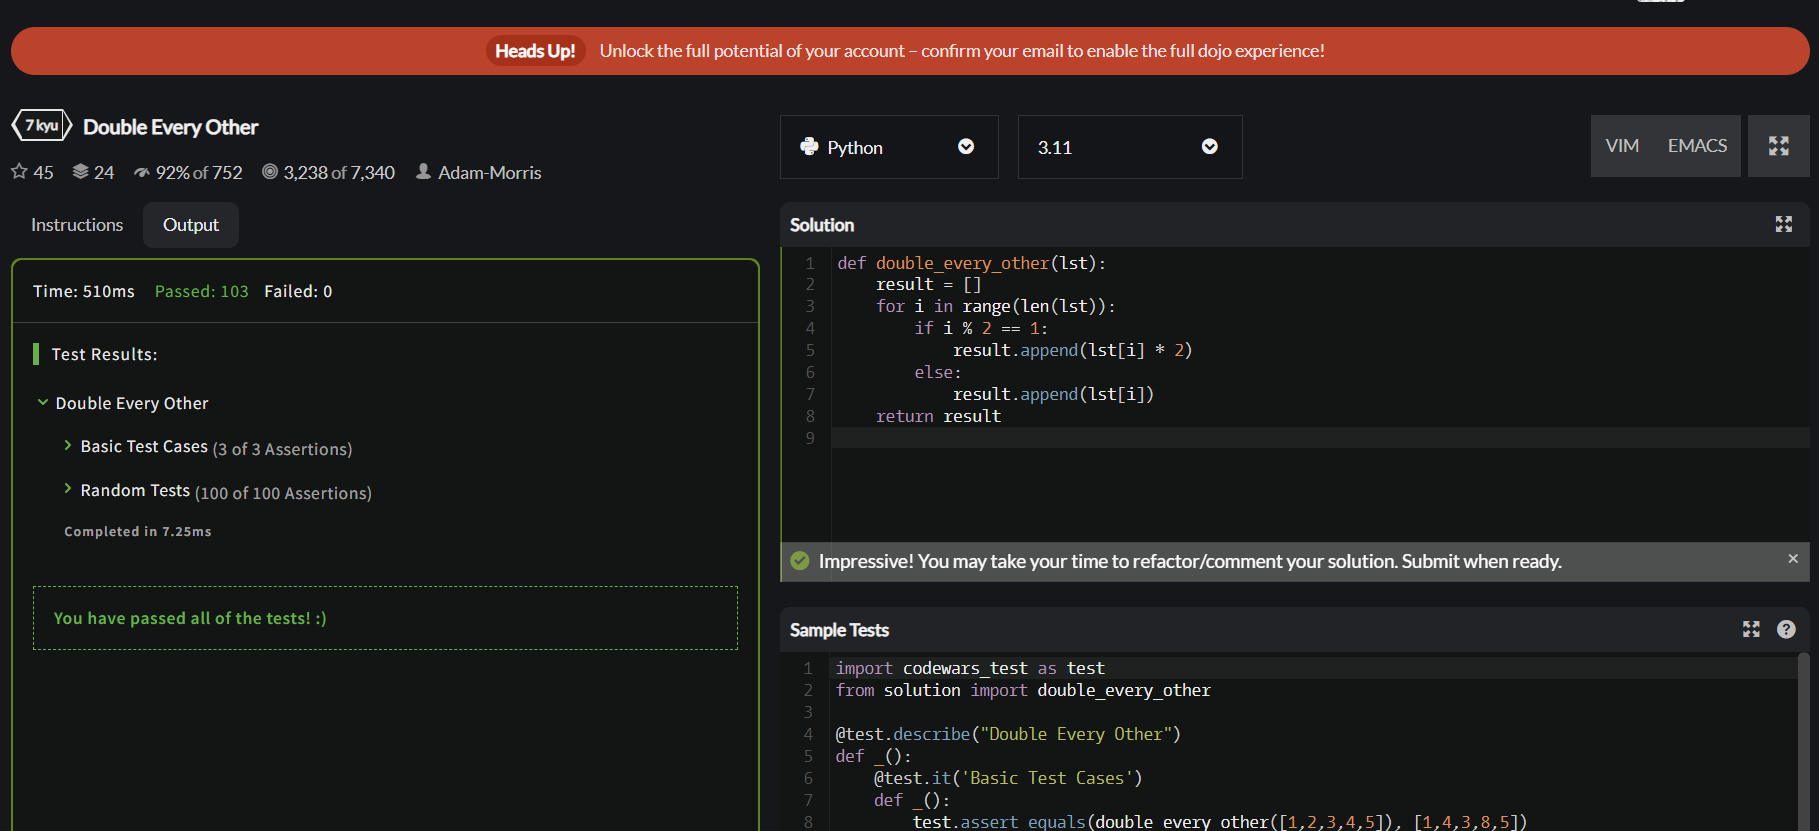 Heads Up! Unlock the full potential of your account – confirm your email to enable the full dojo experience!
7 kyu Double Every Other
45 24 92% of 752 3,238 of 7,340 Adam-Morris
Instructions Output
Time: 510ms Passed: 103 Failed: 0
Test Results:
Double Every Other
Basic Test Cases (3 of 3 Assertions)
Random Tests (100 of 100 Assertions)
Completed in 7.25ms
You have passed all of the tests! :)
Python 3.11 VIM EMACS
Solution
1 def double_every_other(lst):
2 result = []
3 for i in range(len(lst)):
4 if i % 2 == 1:
5 result.append(lst[i] * 2)
6 else:
7 result.append(lst[i])
8 return result
9
Impressive! You may take your time to refactor/comment your solution. Submit when ready. ×
Sample Tests ?
1 import codewars_test as test
2 from solution import double_every_other
3
4 @test.describe("Double Every Other")
5 def _():
6 @test.it('Basic Test Cases')
7 def _():
8 test.assert_equals(double_every_other([1,2,3,4,5]), [1,4,3,8,5])